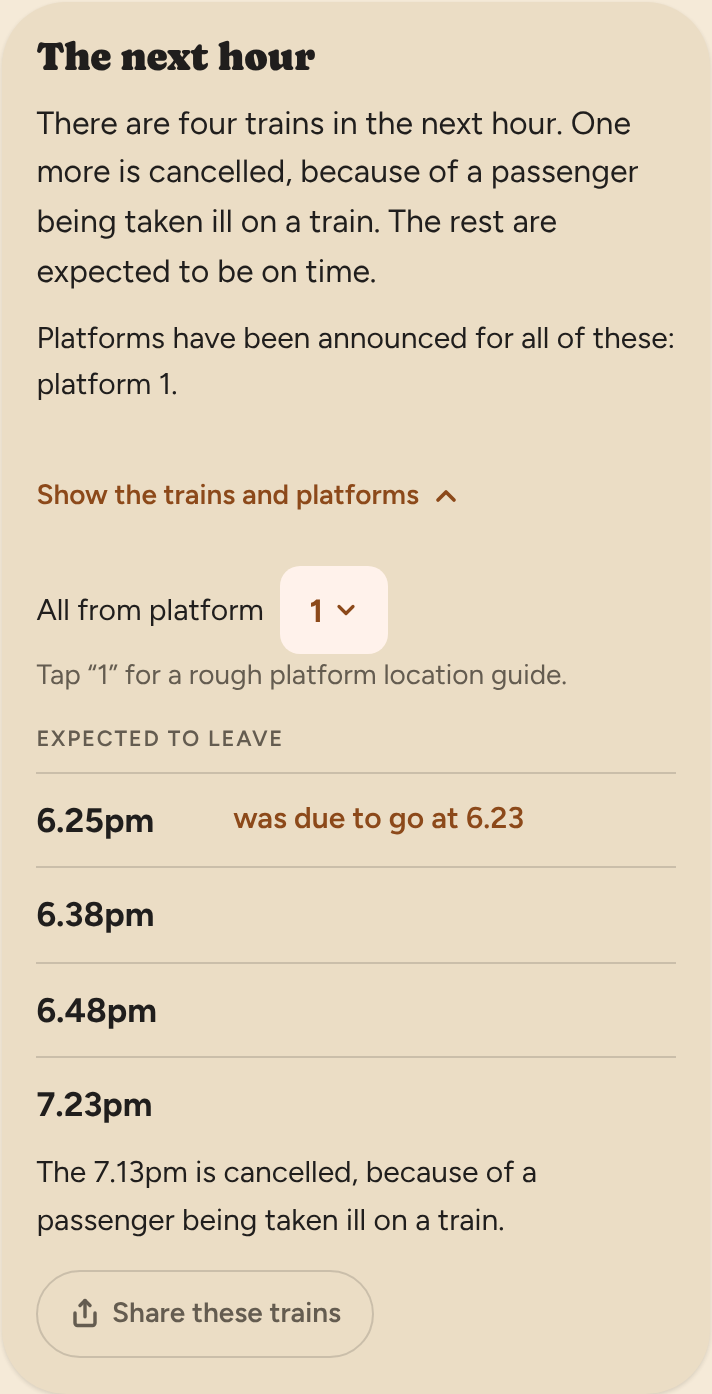 The next hour
There are four trains in the next hour. One
more is cancelled, because of a passenger
being taken ill on a train. The rest are
expected to be on time.
Platforms have been announced for all of these:
platform 1.
Show the trains and platforms
All from platform 1
Tap “1” for a rough platform location guide.
EXPECTED TO LEAVE
6.25pm was due to go at 6.23
6.38pm
6.48pm
7.23pm
The 7.13pm is cancelled, because of a
passenger being taken ill on a train.
Share these trains